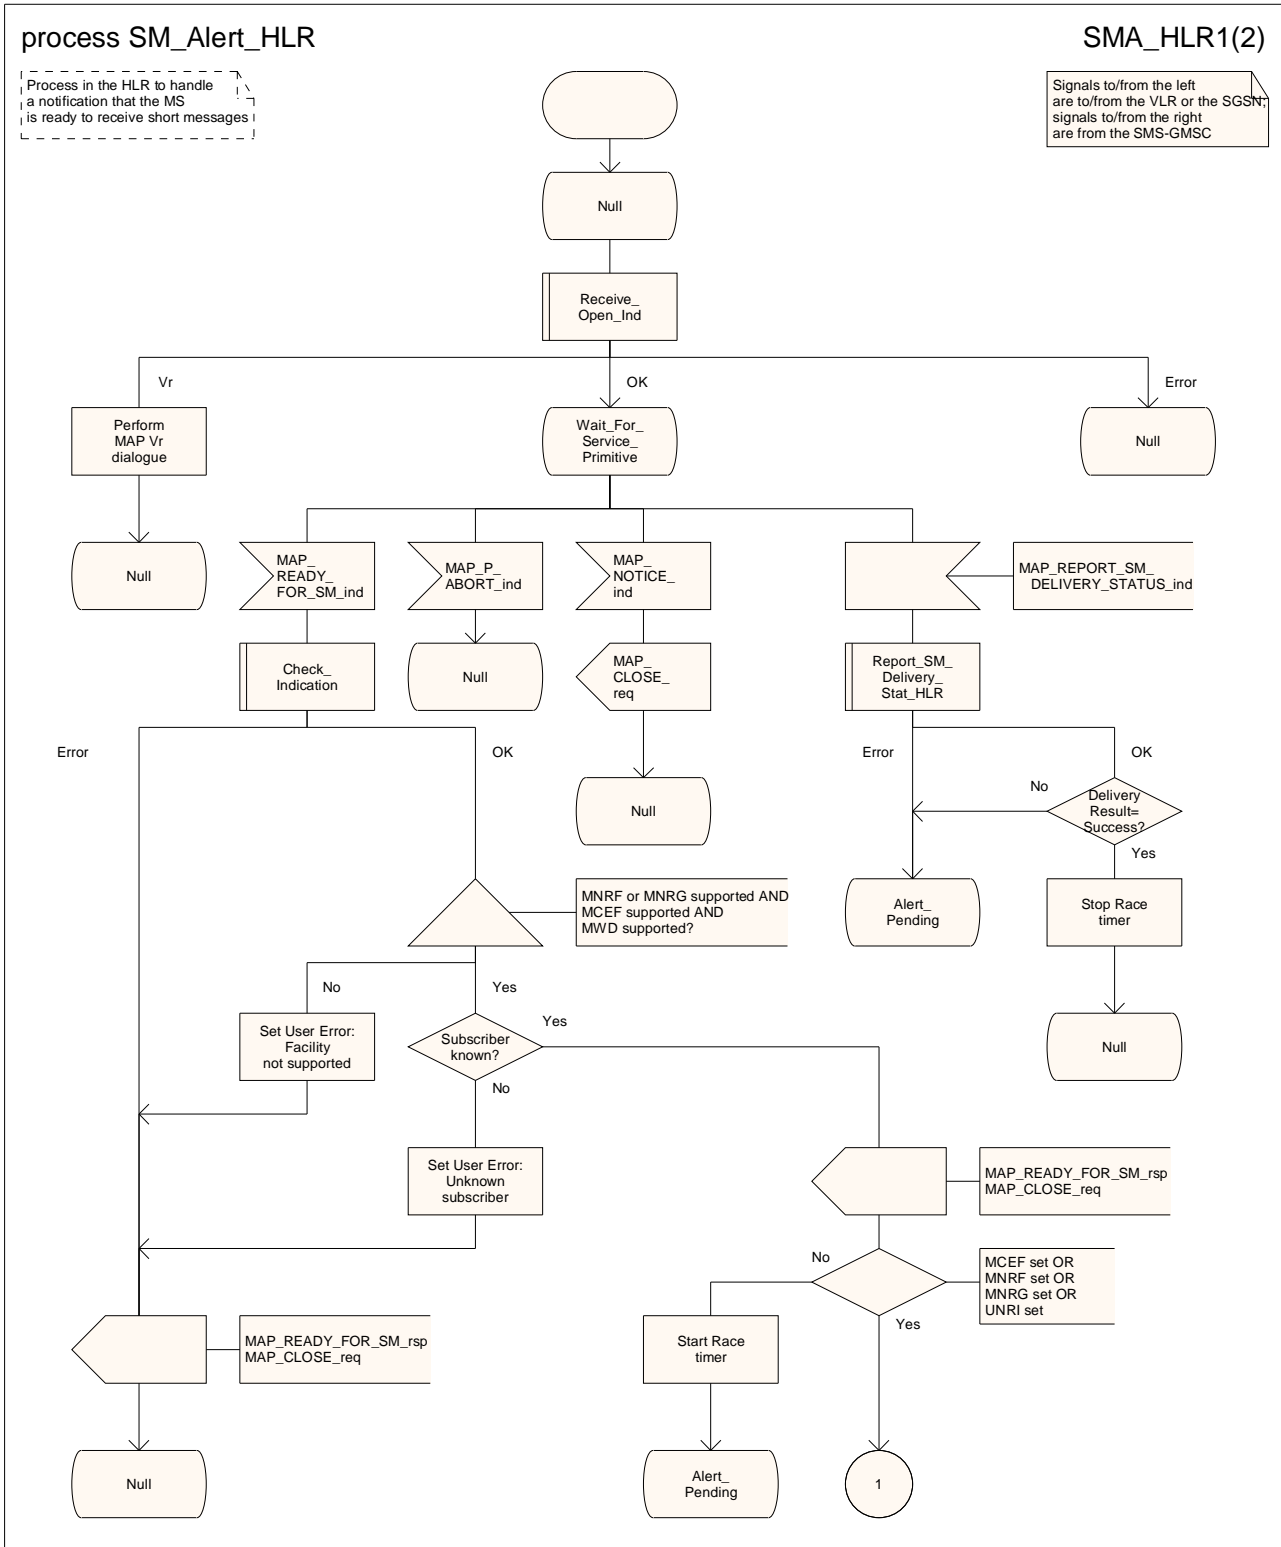 process SM_Alert_HLR
SMA_HLR1(2)
Process in the HLR to handle
a notification that the MS
is ready to receive short messages
Signals to/from the left
are to/from the VLR or the SGSN;
signals to/from the right
are from the SMS-GMSC
Null
Receive_
Open_Ind
Vr
OK
Error
Perform
MAP Vr
dialogue
Wait_For_
Service_
Primitive
Null
Null
MAP_
READY_
FOR_SM_ind
MAP_P_
ABORT_ind
MAP_
NOTICE_
ind
MAP_REPORT_SM_
DELIVERY_STATUS_ind
Check_
Indication
Null
MAP_
CLOSE_
req
Report_SM_
Delivery_
Stat_HLR
Error
OK
Error
OK
Null
No
Delivery
Result=
Success?
Yes
MNRF or MNRG supported AND
MCEF supported AND
MWD supported?
Alert_
Pending
Stop Race
timer
No
Yes
Set User Error:
Facility
not supported
Subscriber
known?
Yes
No
Null
Set User Error:
Unknown
subscriber
MAP_READY_FOR_SM_rsp
MAP_CLOSE_req
No
MCEF set OR
MNRF set OR
MNRG set OR
UNRI set
Yes
MAP_READY_FOR_SM_rsp
MAP_CLOSE_req
Start Race
timer
Null
Alert_
Pending
1